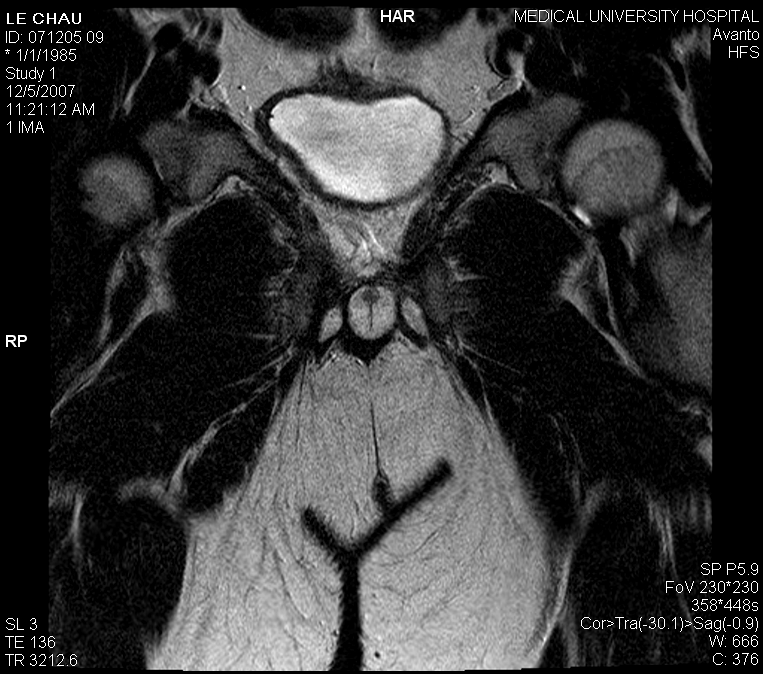 LE CHAU
ID: 071205 09
* 1/1/1985
Study 1
12/5/2007
11:21:12 AM
1 IMA
HAR
MEDICAL UNIVERSITY HOSPITAL
Avanto
HFS
RP
SL 3
TE 136
TR 3212.6
SP P5.9
FoV 230*230
358*448s
Cor>Tra(-30.1)>Sag(-0.9)
W: 666
C: 376